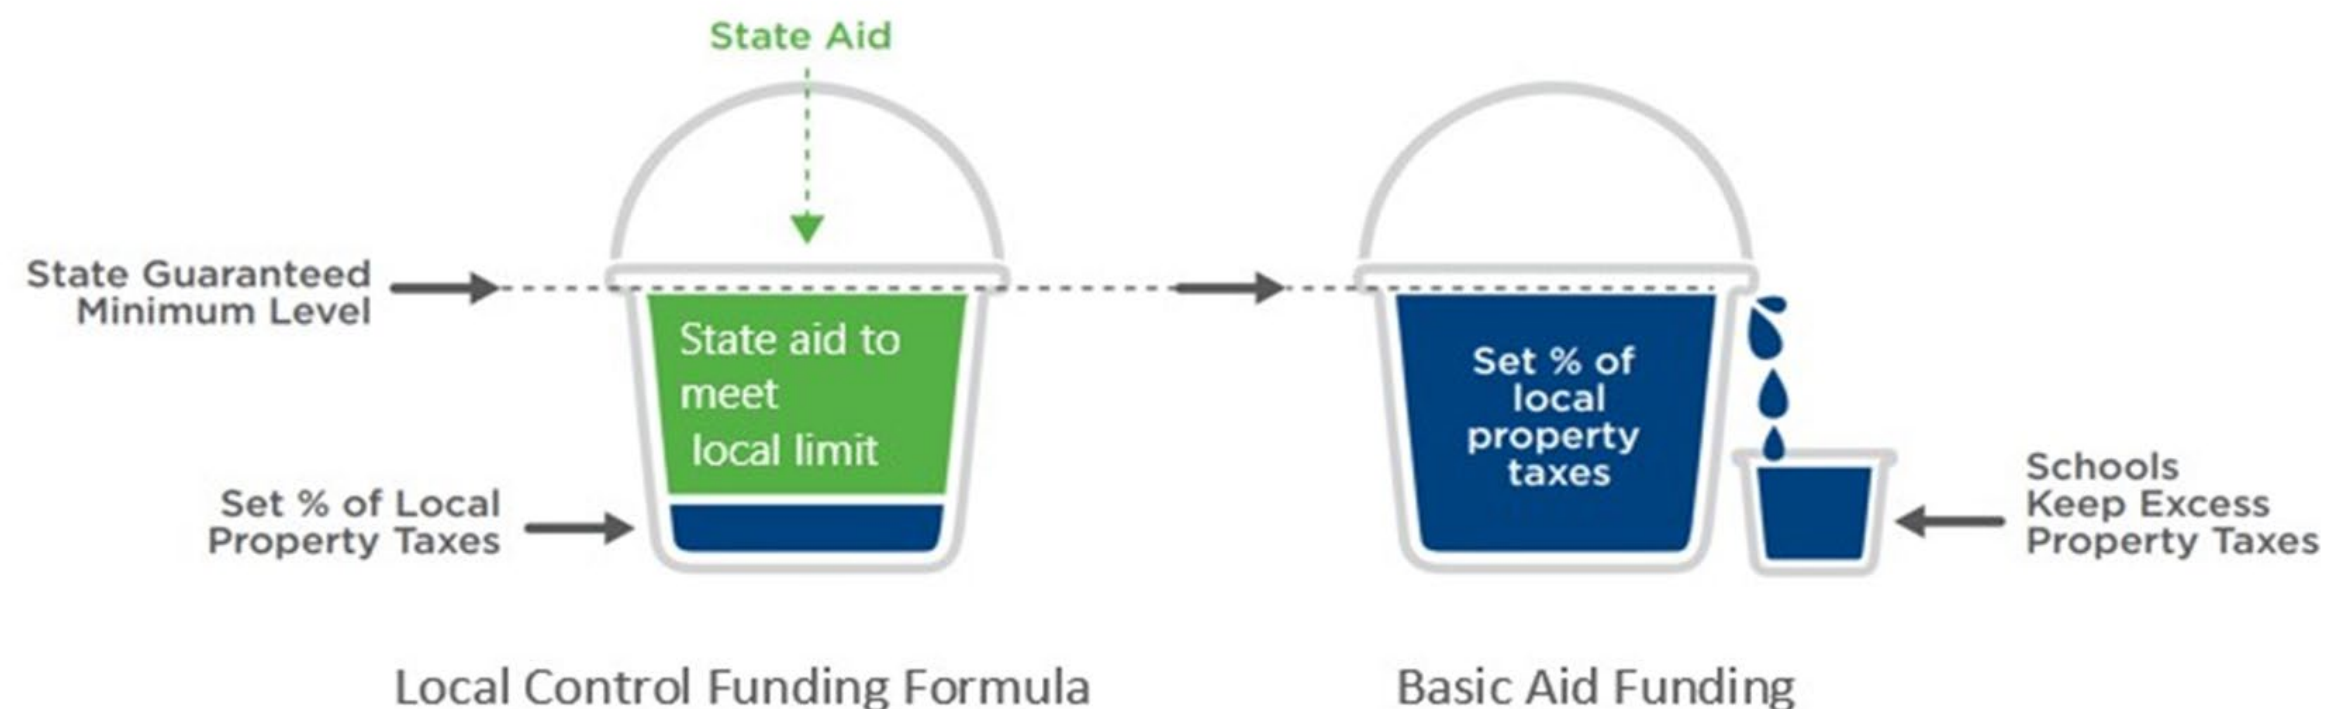 State Aid
State Guaranteed
Minimum Level
State aid to
meet
local limit
Set % of Local
Property Taxes
Set % of
local
property
taxes
Schools
Keep Excess
Property Taxes
Local Control Funding Formula
Basic Aid Funding